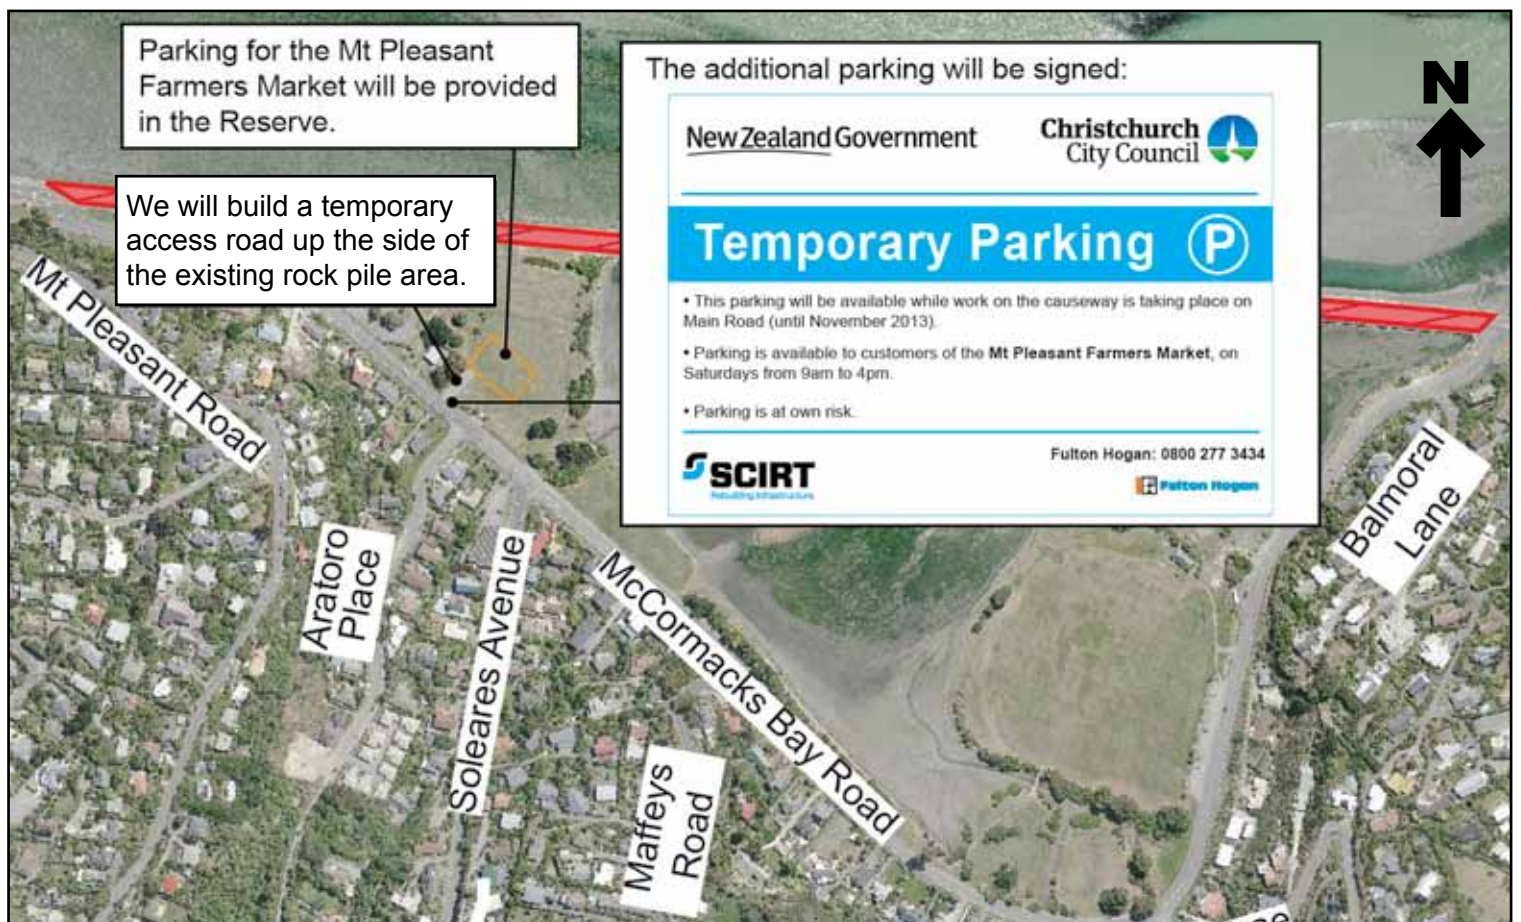 Parking for the Mt Pleasant
Farmers Market will be provided
in the Reserve.
We will build a temporary
access road up the side of
the existing rock pile area.
The additional parking will be signed:
New Zealand Government
Christchurch
City Council
Temporary Parking P
• This parking will be available while work on the causeway is taking place on
Main Road (until November 2013).
• Parking is available to customers of the Mt Pleasant Farmers Market, on
Saturdays from 9am to 4pm.
• Parking is at own risk.
SCIRT
Rebuilding Infrastructure
Fulton Hogan: 0800 277 3434
Fulton Hogan
N
Mt Pleasant Road
Aratoro
Place
Soleares Avenue
McCormacks Bay Road
Maffeys
Road
Balmoral
Lane